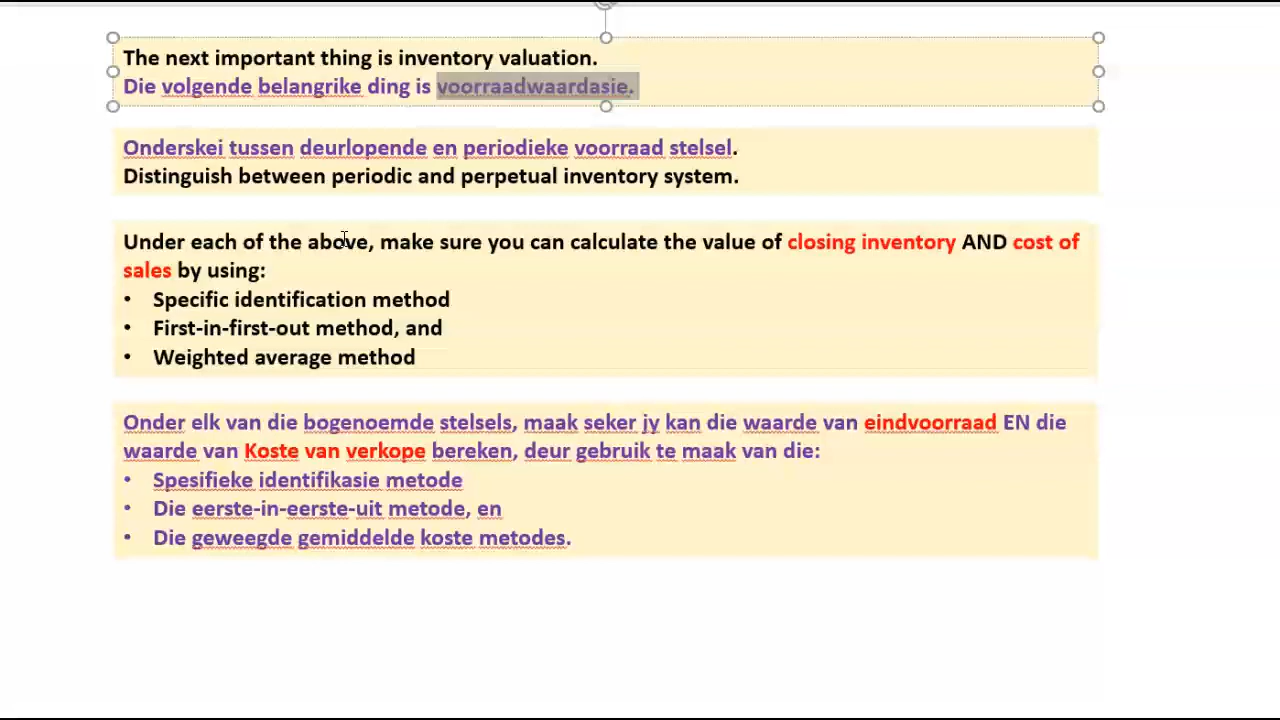 The next important thing is inventory valuation.
Die volgende belangrike ding is voorraadwaardasie.
Onderskei tussen deurlopende en periodieke voorraad stelsel.
Distinguish between periodic and perpetual inventory system.
Under each of the above, make sure you can calculate the value of closing inventory AND cost of
sales by using:
• Specific identification method
• First-in-first-out method, and
• Weighted average method
Onder elk van die bogenoemde stelsels, maak seker jy kan die waarde van eindvoorraad EN die
waarde van Koste van verkope bereken, deur gebruik te maak van die:
• Spesifieke identifikasie metode
• Die eerste-in-eerste-uit metode, en
• Die geweegde gemiddelde koste metodes.